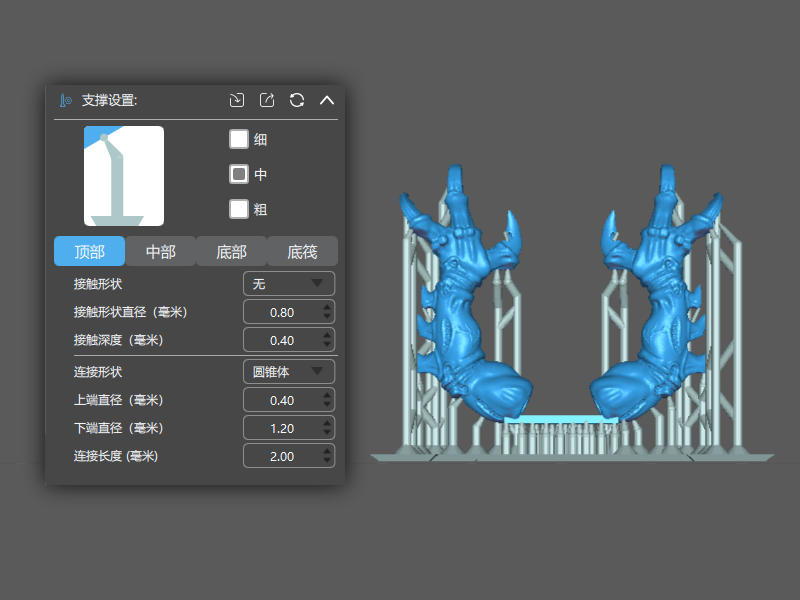 支撑设置:
细
中
粗
顶部 中部 底部 底筏
接触形状 无
接触形状直径（毫米） 0.80
接触深度（毫米） 0.40
连接形状 圆锥体
上端直径（毫米） 0.40
下端直径（毫米） 1.20
连接长度 (毫米) 2.00